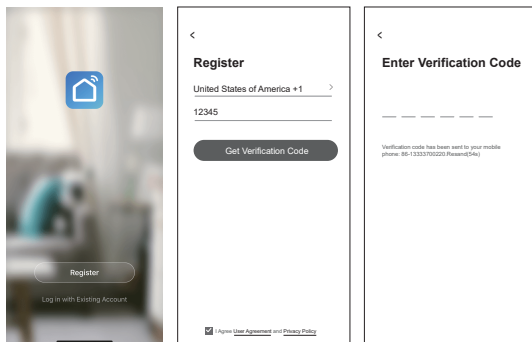 Register
Log in with Existing Account
<
Register
United States of America +1 >
12345
Get Verification Code
I Agree User Agreement and Privacy Policy
<
Enter Verification Code
Verification code has been sent to your mobile
phone: 86-13333700220.Resend(54s)